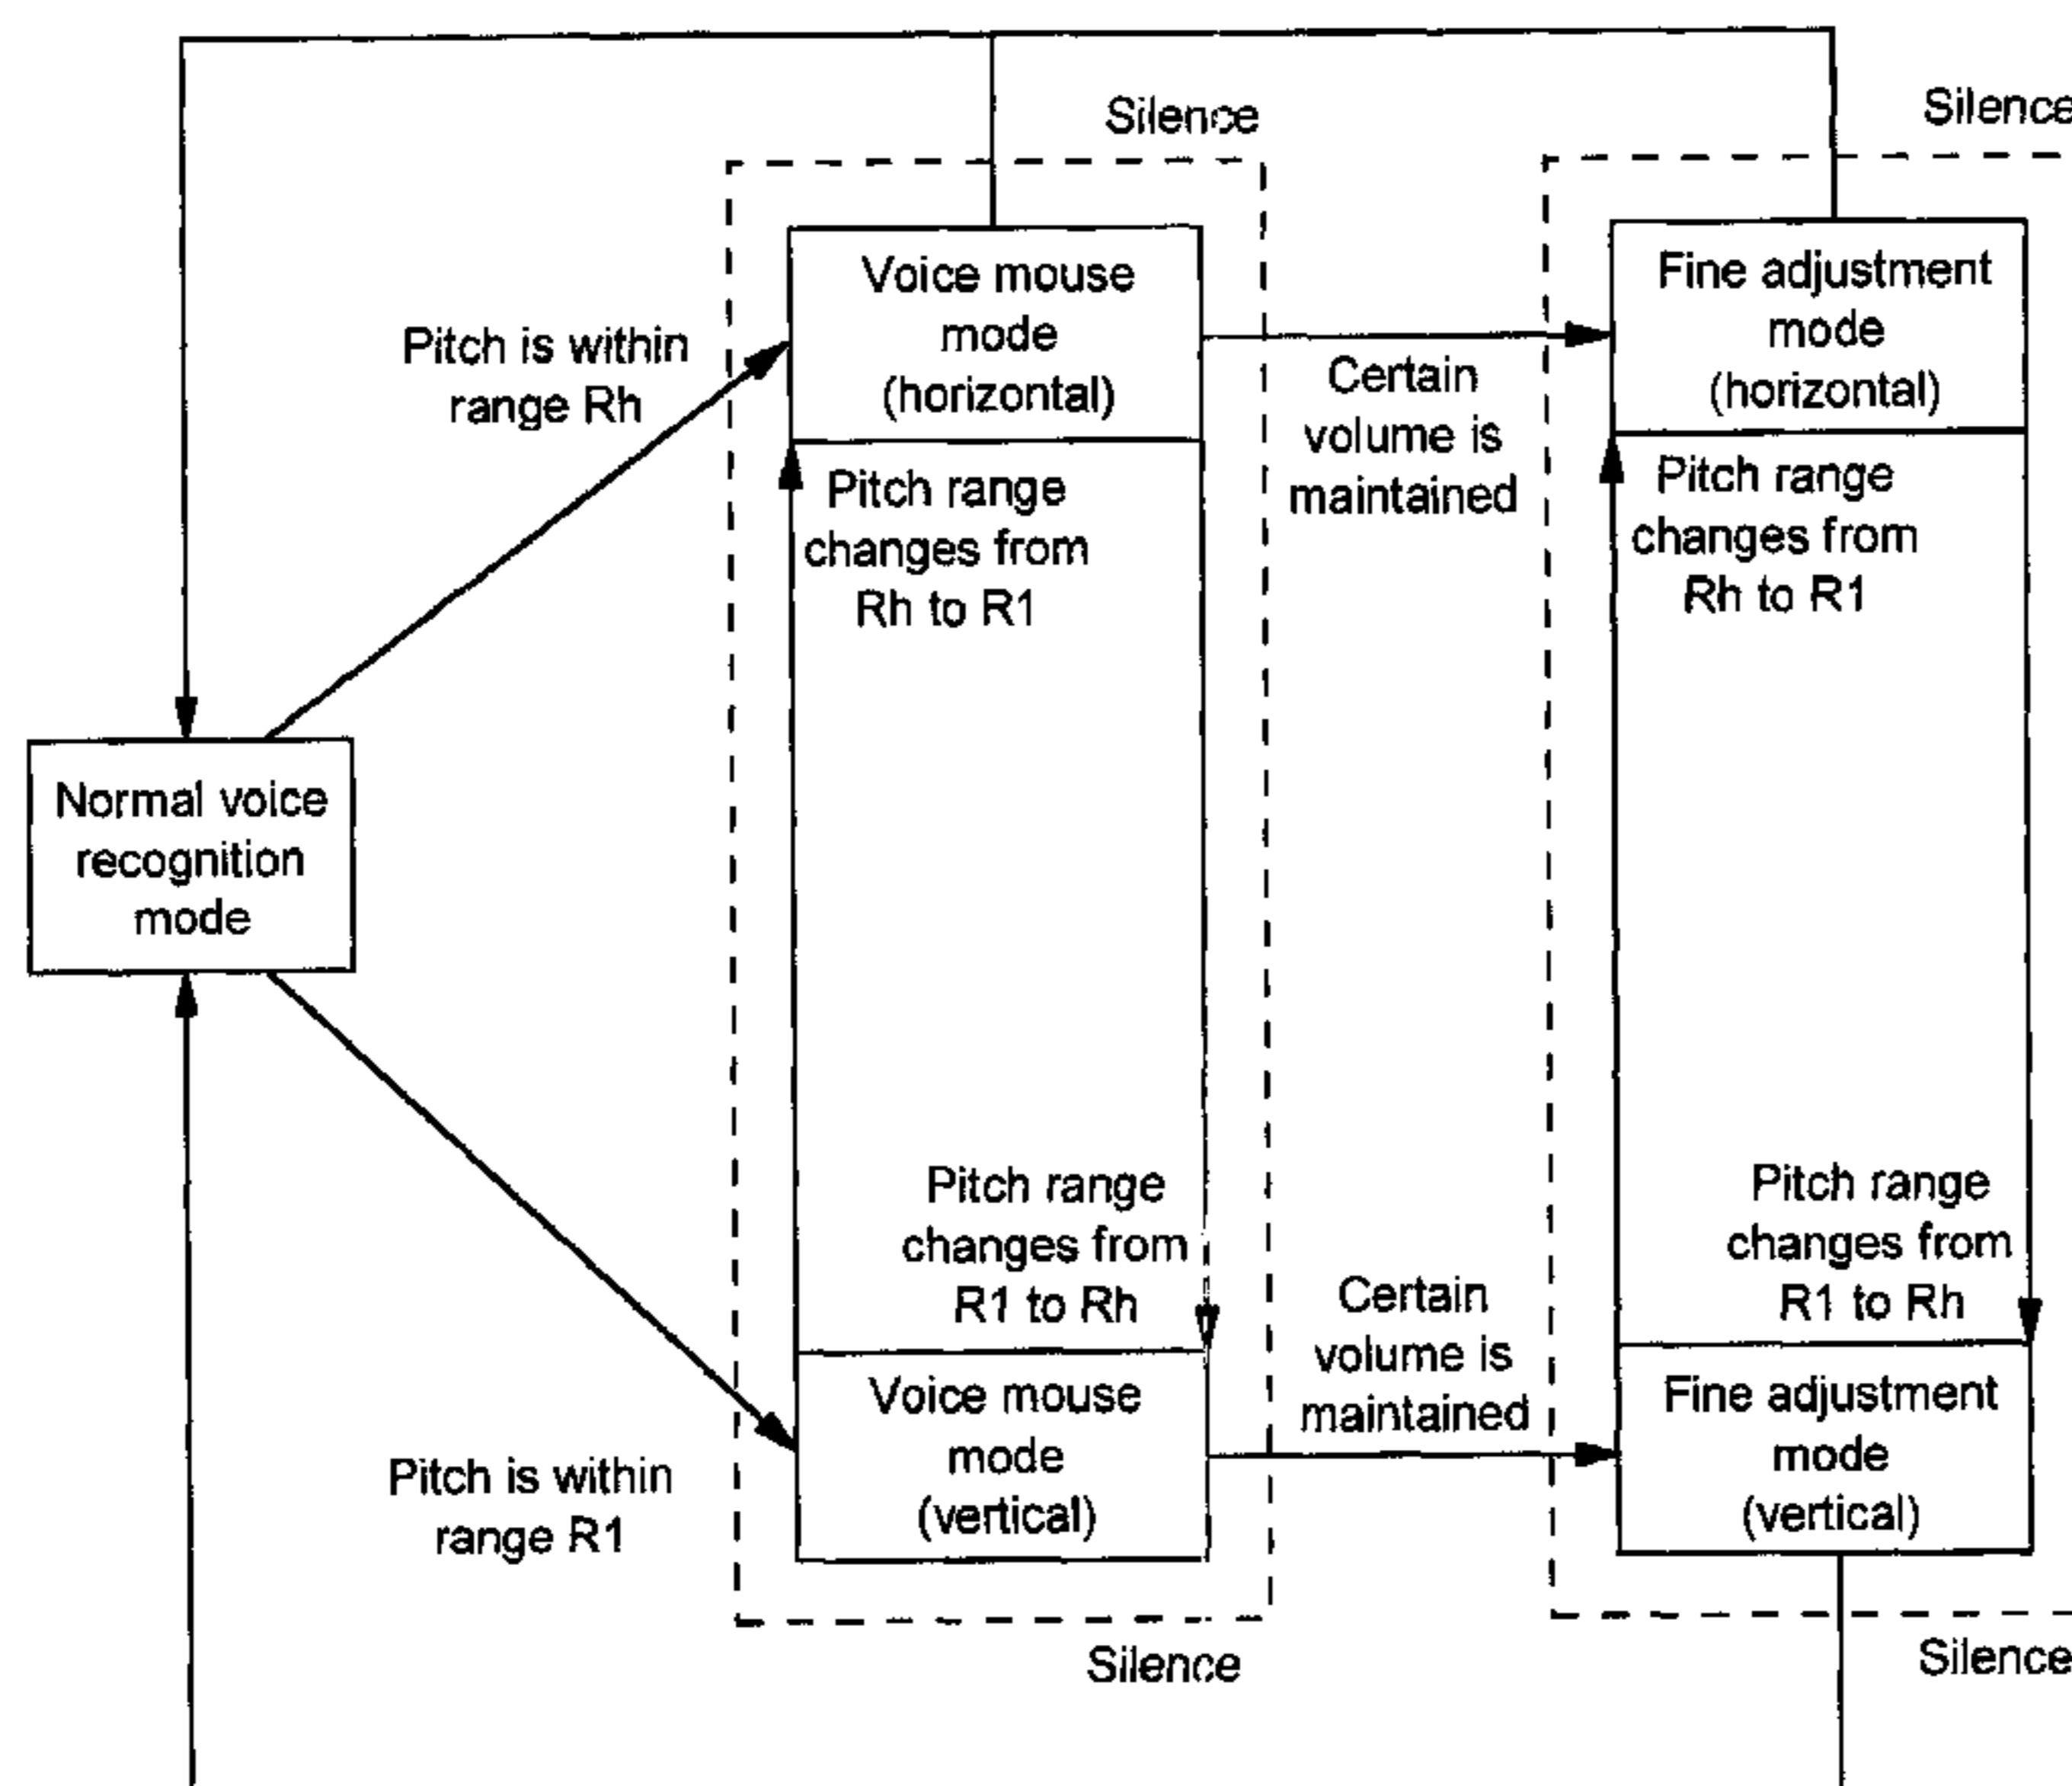 Silence
Silence
Voice mouse
mode
(horizontal)
Fine adjustment
mode
(horizontal)
Pitch is within
range Rh
Certain
volume is
maintained
Pitch range
changes from
Rh to R1
Pitch range
changes from
Rh to R1
Normal voice
recognition
mode
Pitch range
changes from
R1 to Rh
Pitch range
changes from
R1 to Rh
Certain
volume is
maintained
Voice mouse
mode
(vertical)
Fine adjustment
mode
(vertical)
Pitch is within
range R1
Silence
Silence